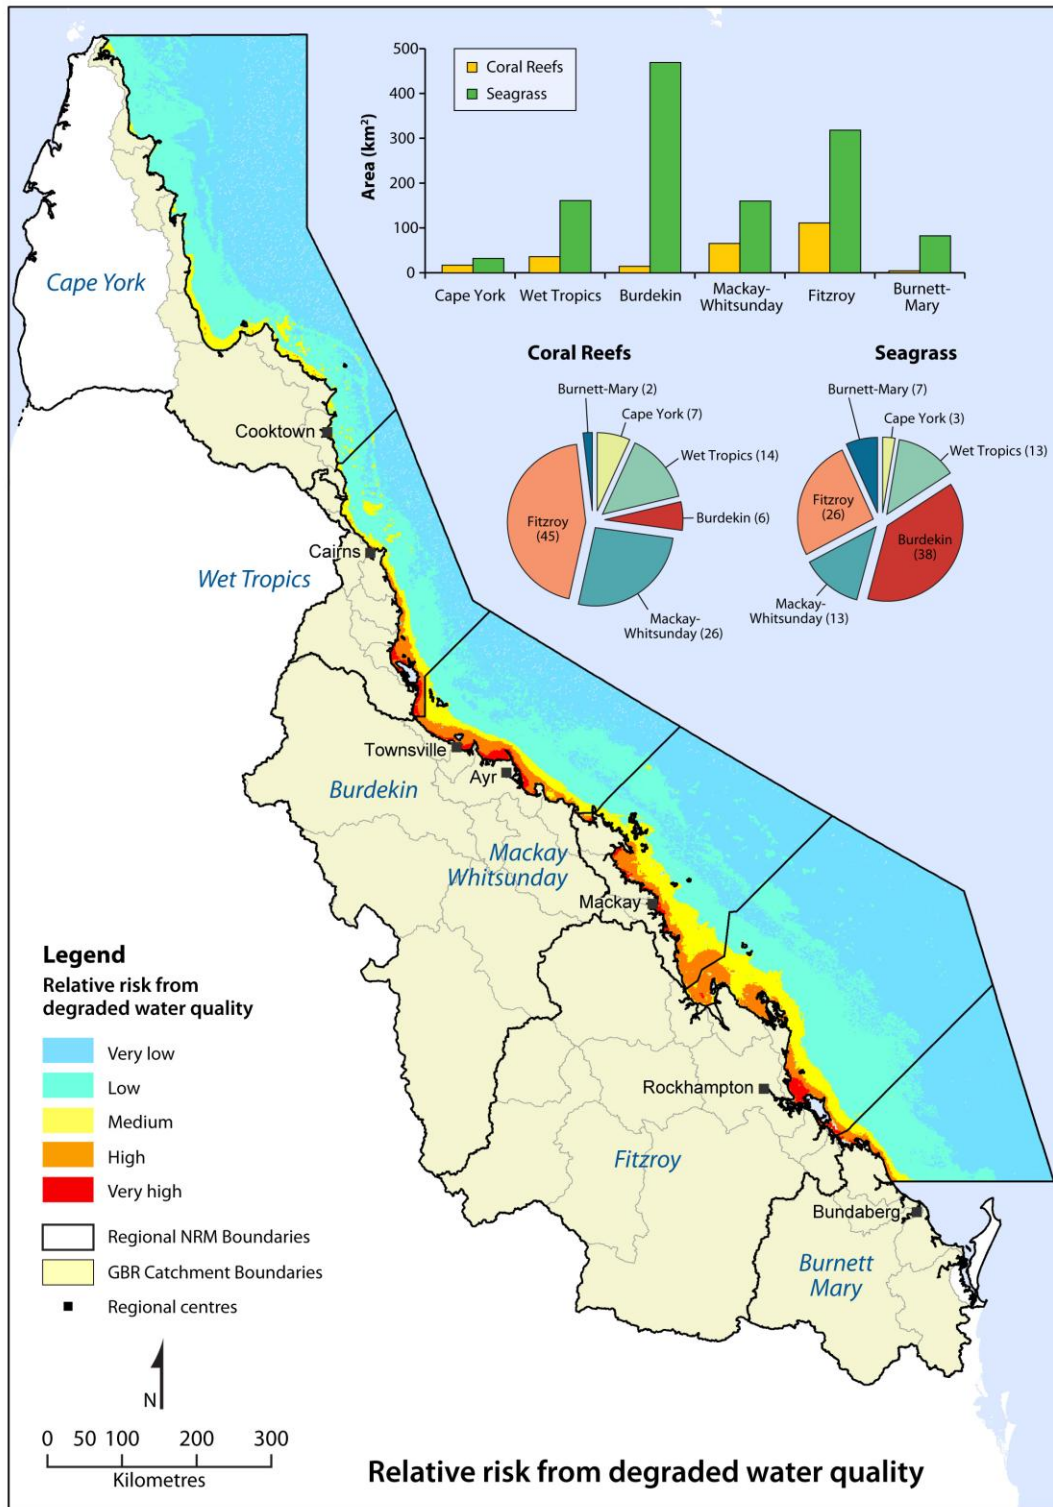 500
400
300
200
100
0
Area (km²)
Coral Reefs
Seagrass
Cape York
Wet Tropics
Burdekin
Mackay-
Whitsunday
Fitzroy
Burnett-
Mary
Coral Reefs
Burnett-Mary (2)
Cape York (7)
Wet Tropics (14)
Burdekin (6)
Mackay-
Whitsunday (26)
Fitzroy
(45)
Seagrass
Burnett-Mary (7)
Cape York (3)
Wet Tropics (13)
Burdekin
(38)
Mackay-
Whitsunday (13)
Fitzroy
(26)
Cape York
Cooktown
Cairns
Wet Tropics
Townsville
Ayr
Burdekin
Mackay
Whitsunday
Mackay
Rockhampton
Fitzroy
Bundaberg
Burnett
Mary
Legend
Relative risk from
degraded water quality
Very low
Low
Medium
High
Very high
Regional NRM Boundaries
GBR Catchment Boundaries
Regional centres
N
0 50 100 200 300
Kilometres
Relative risk from degraded water quality